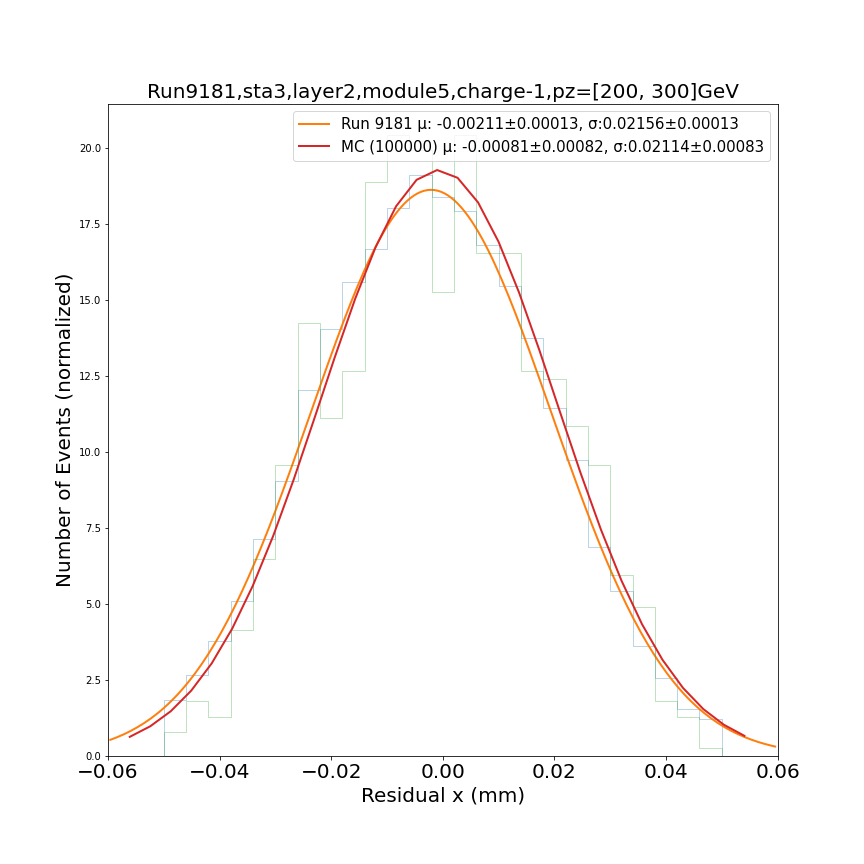 Run9181,sta3,layer2,module5,charge-1,pz=[200, 300]GeV
Run 9181 μ: -0.00211±0.00013, σ:0.02156±0.00013
MC (100000) μ: -0.00081±0.00082, σ:0.02114±0.00083
Number of Events (normalized)
20.0
17.5
15.0
12.5
10.0
7.5
5.0
2.5
0.0
−0.06 −0.04 −0.02 0.00 0.02 0.04 0.06
Residual x (mm)